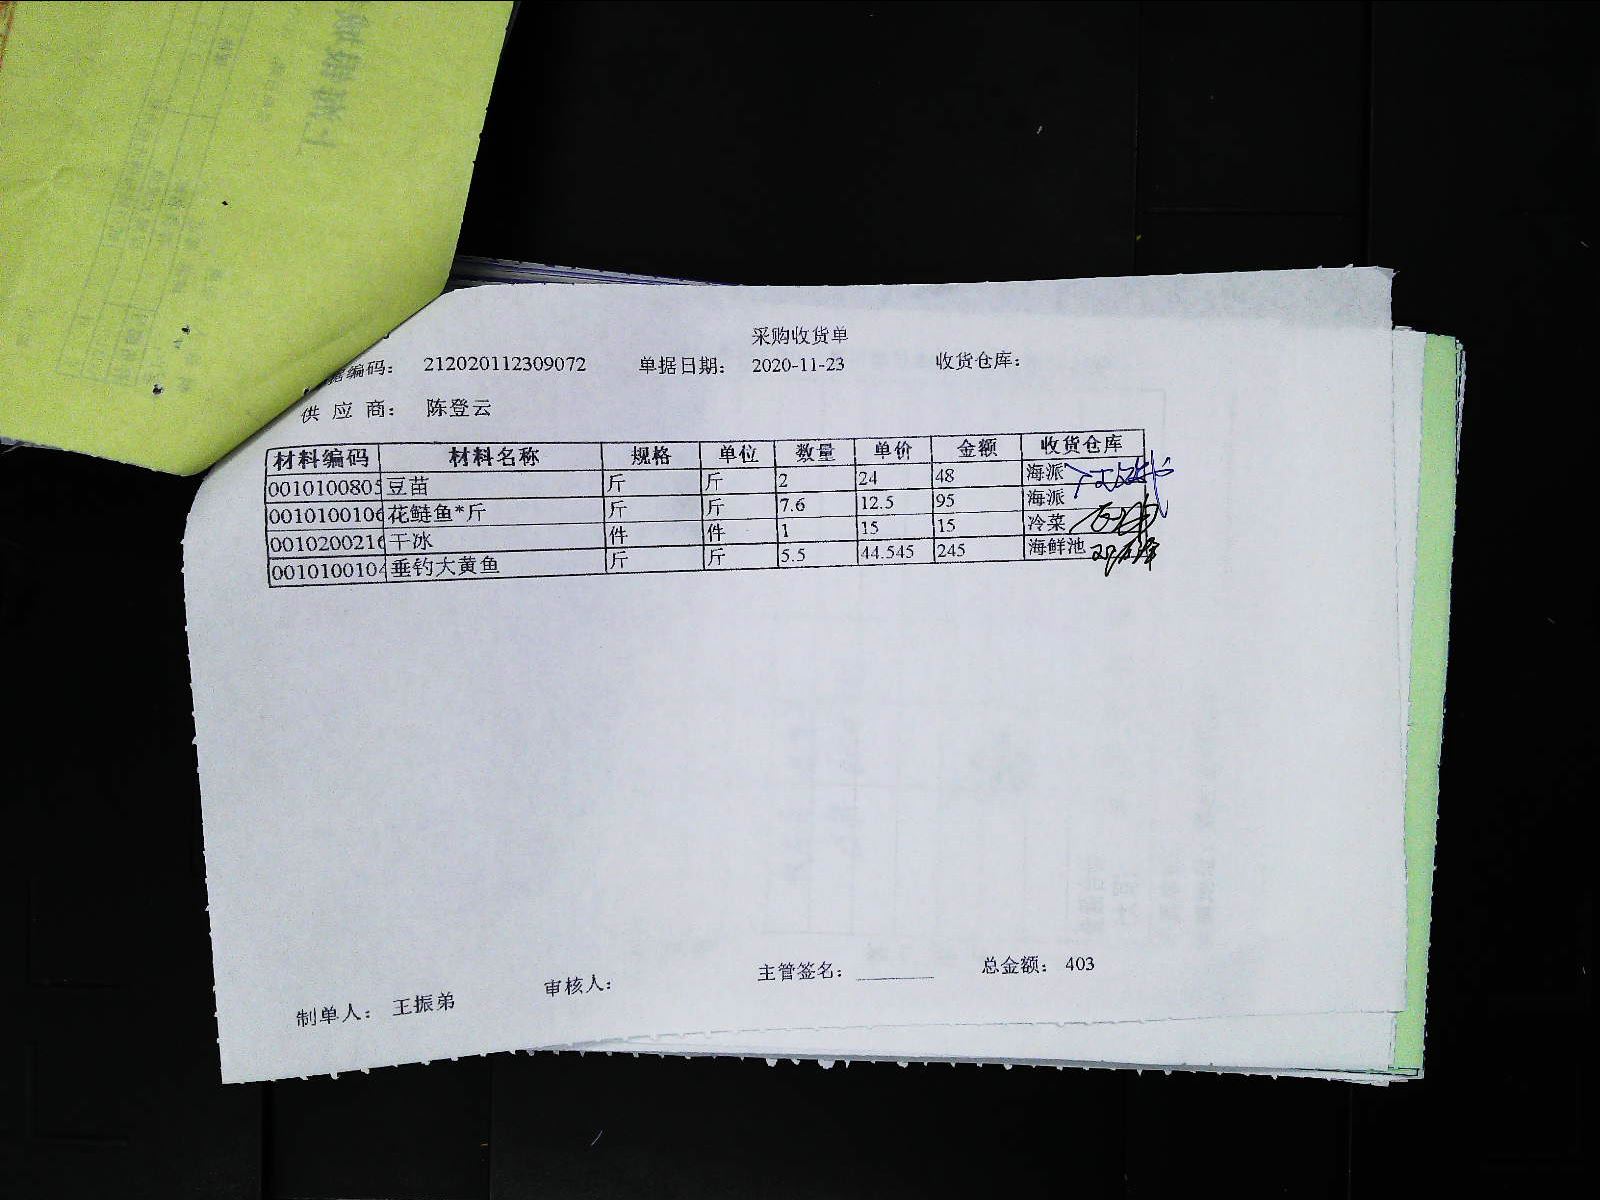 采购收货单
据编码： 212020112309072 单据日期： 2020-11-23 收货仓库：
供 应 商： 陈登云
材料编码 材料名称 规格 单位 数量 单价 金额 收货仓库
0010100805 豆苗 斤 斤 2 24 48 海派
0010100106 花鲢鱼*斤 斤 斤 7.6 12.5 95 海派
0010200216 干冰 件 件 1 15 15 冷菜
0010100104 垂钓大黄鱼 斤 斤 5.5 44.545 245 海鲜池
制单人： 王振弟 审核人： 主管签名： 总金额： 403